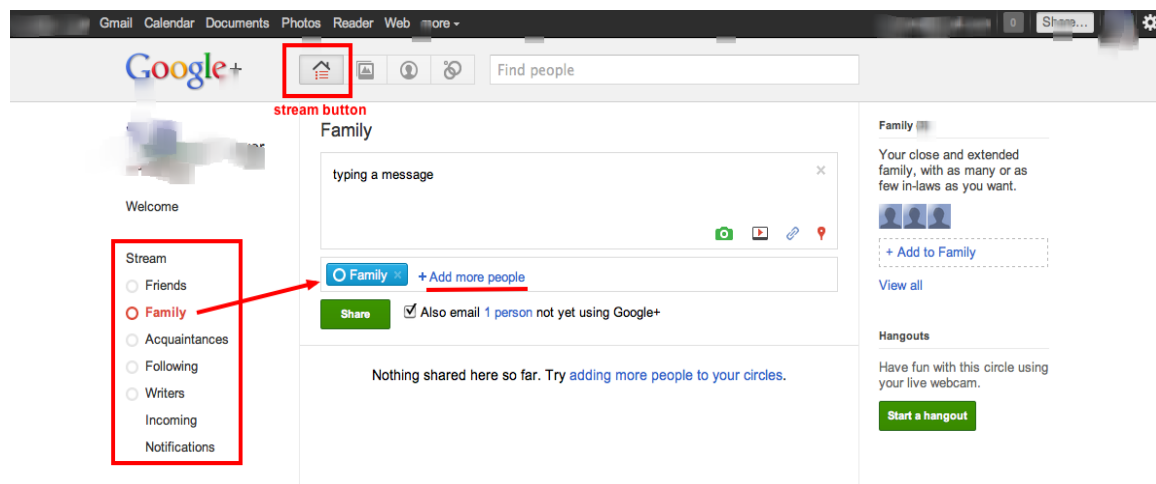 Gmail Calendar Documents Photos Reader Web more
0 Share...
Google+
Find people
stream button
Family
typing a message
Family × + Add more people
Share Also email 1 person not yet using Google+
Nothing shared here so far. Try adding more people to your circles.
Welcome
Stream
Friends
Family
Acquaintances
Following
Writers
Incoming
Notifications
Family
Your close and extended
family, with as many or as
few in-laws as you want.
+ Add to Family
View all
Hangouts
Have fun with this circle using
your live webcam.
Start a hangout